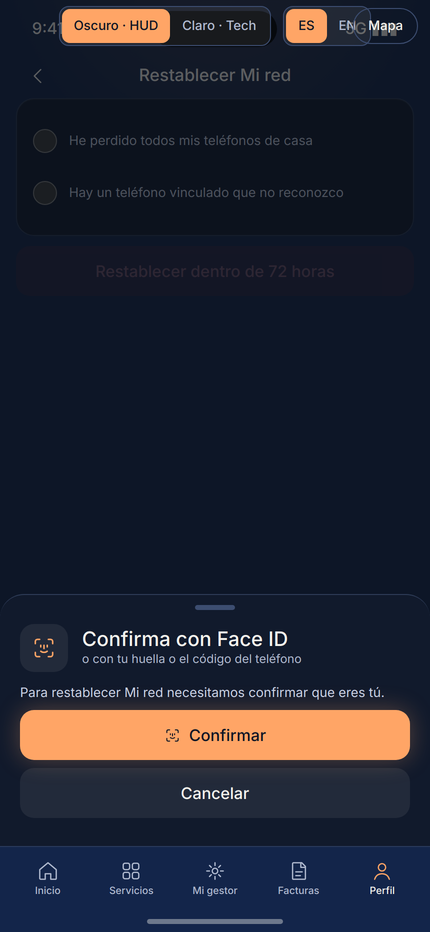 9:41
Oscuro · HUD
Claro · Tech
ES
EN
5G
Mapa
Restablecer Mi red
He perdido todos mis teléfonos de casa
Hay un teléfono vinculado que no reconozco
Restablecer dentro de 72 horas
Confirma con Face ID
o con tu huella o el código del teléfono
Para restablecer Mi red necesitamos confirmar que eres tú.
Confirmar
Cancelar
Inicio
Servicios
Mi gestor
Facturas
Perfil